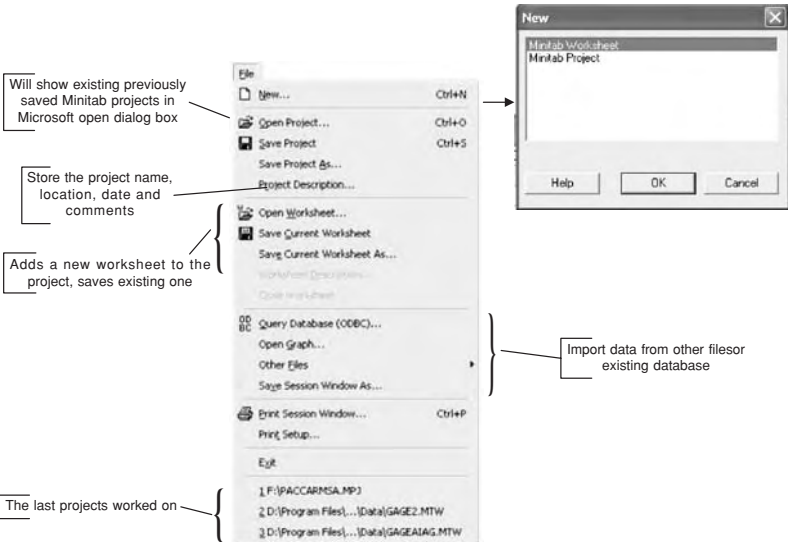 New
Minitab Worksheet
Minitab Project
Help
OK
Cancel
File
New... Ctrl+N
Open Project... Ctrl+O
Save Project Ctrl+S
Save Project As...
Project Description...
Open Worksheet...
Save Current Worksheet
Save Current Worksheet As...
Worksheet Description...
Close Worksheet
Query Database (ODBC)...
Open Graph...
Other Files
Save Session Window As...
Print Session Window... Ctrl+P
Print Setup...
Exit
1 F:\PACCARMSA.MPJ
2 D:\Program Files\...\Data\GAGE2.MTW
3 D:\Program Files\...\Data\GAGEAIAG.MTW
Will show existing previously
saved Minitab projects in
Microsoft open dialog box
Store the project name,
location, date and
comments
Adds a new worksheet to the
project, saves existing one
Import data from other filesor
existing database
The last projects worked on